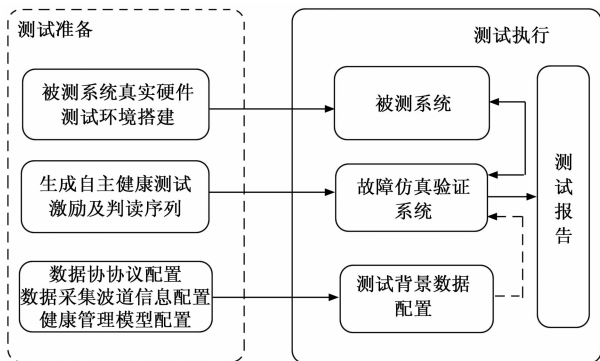 测试准备
被测系统真实硬件
测试环境搭建
生成自主健康测试
激励及判读序列
数据协协议配置
数据采集波道信息配置
健康管理模型配置
测试执行
被测系统
故障仿真验证
系统
测试背景数据
配置
测试报告